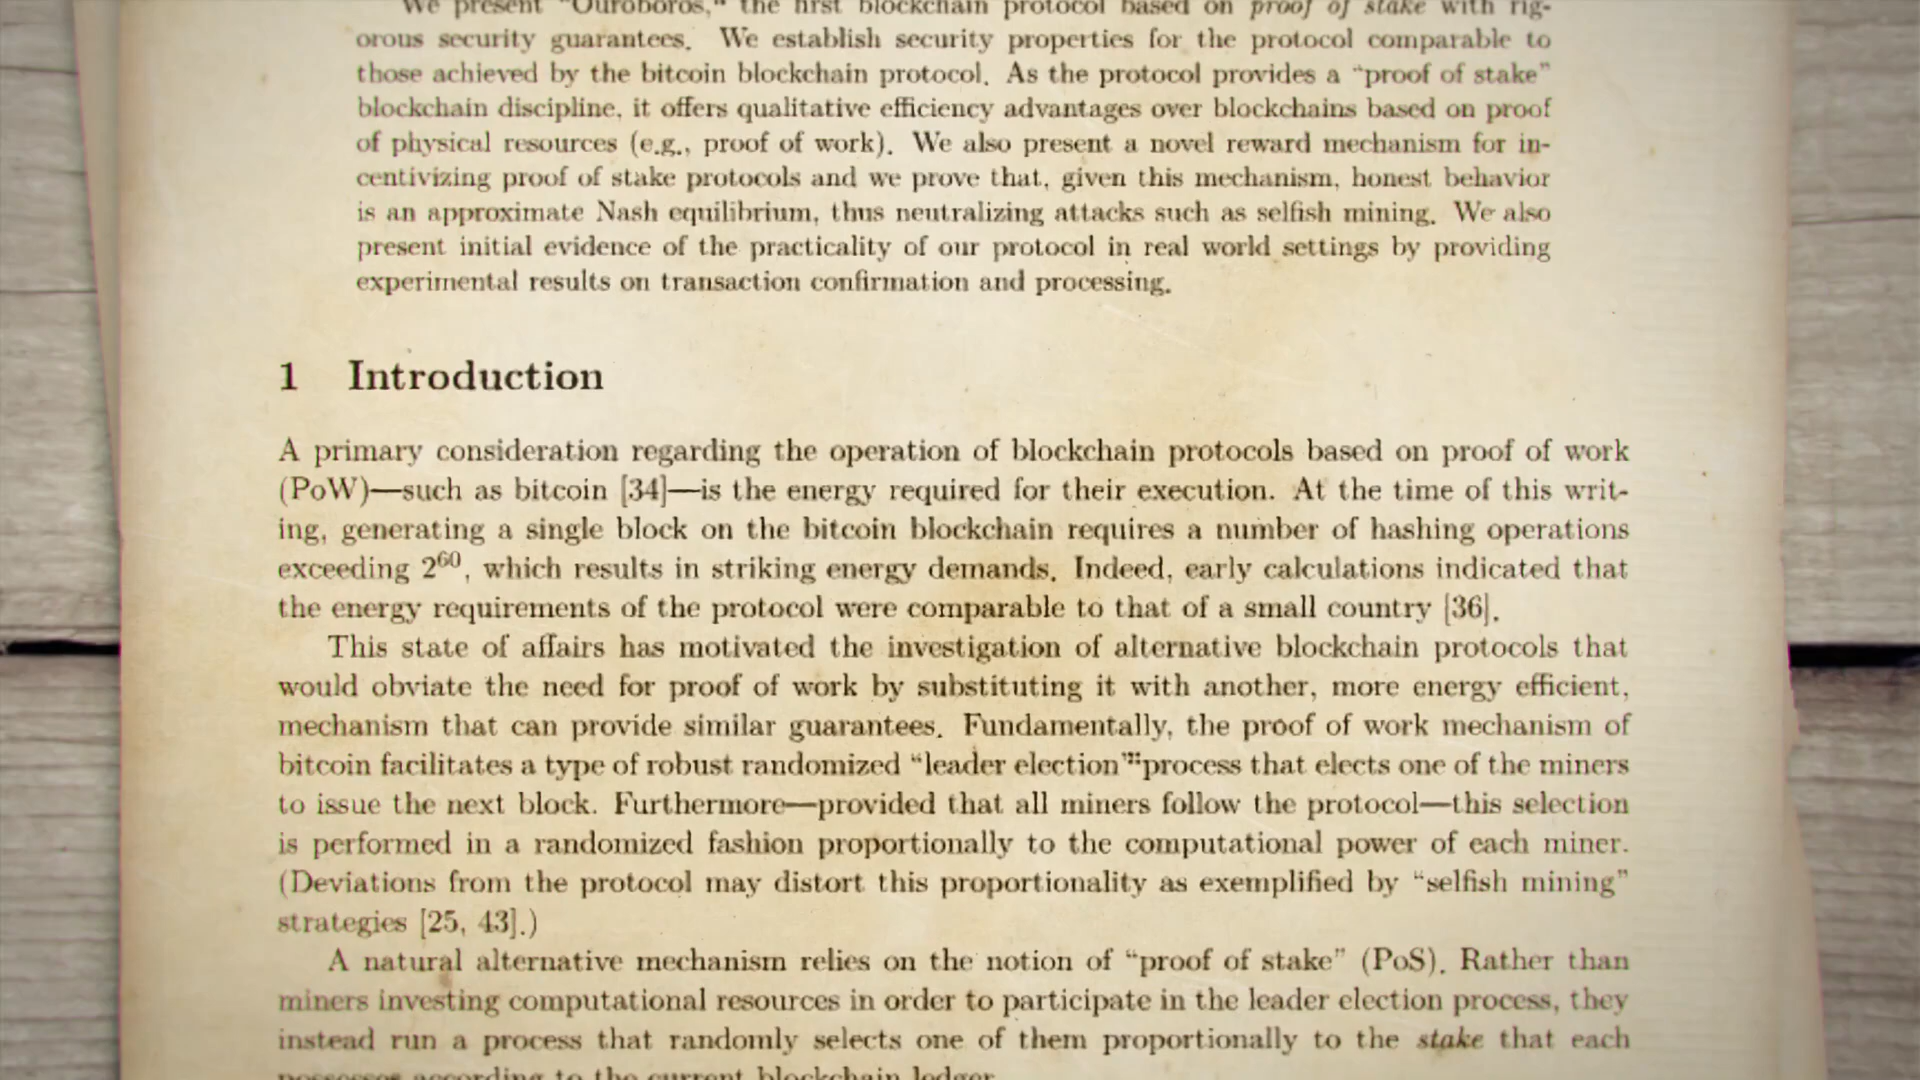 We present "Ouroboros," the first blockchain protocol based on proof of stake with rig-
orous security guarantees. We establish security properties for the protocol comparable to
those achieved by the bitcoin blockchain protocol. As the protocol provides a "proof of stake"
blockchain discipline, it offers qualitative efficiency advantages over blockchains based on proof
of physical resources (e.g., proof of work). We also present a novel reward mechanism for in-
centivizing proof of stake protocols and we prove that, given this mechanism, honest behavior
is an approximate Nash equilibrium, thus neutralizing attacks such as selfish mining. We also
present initial evidence of the practicality of our protocol in real world settings by providing
experimental results on transaction confirmation and processing.
1 Introduction
A primary consideration regarding the operation of blockchain protocols based on proof of work
(PoW)—such as bitcoin [34]—is the energy required for their execution. At the time of this writ-
ing, generating a single block on the bitcoin blockchain requires a number of hashing operations
exceeding 2^60, which results in striking energy demands. Indeed, early calculations indicated that
the energy requirements of the protocol were comparable to that of a small country [36].
This state of affairs has motivated the investigation of alternative blockchain protocols that
would obviate the need for proof of work by substituting it with another, more energy efficient,
mechanism that can provide similar guarantees. Fundamentally, the proof of work mechanism of
bitcoin facilitates a type of robust randomized "leader election" process that elects one of the miners
to issue the next block. Furthermore—provided that all miners follow the protocol—this selection
is performed in a randomized fashion proportionally to the computational power of each miner.
(Deviations from the protocol may distort this proportionality as exemplified by "selfish mining"
strategies [25, 43].)
A natural alternative mechanism relies on the notion of "proof of stake" (PoS). Rather than
miners investing computational resources in order to participate in the leader election process, they
instead run a process that randomly selects one of them proportionally to the stake that each
possesses according to the current blockchain ledger.